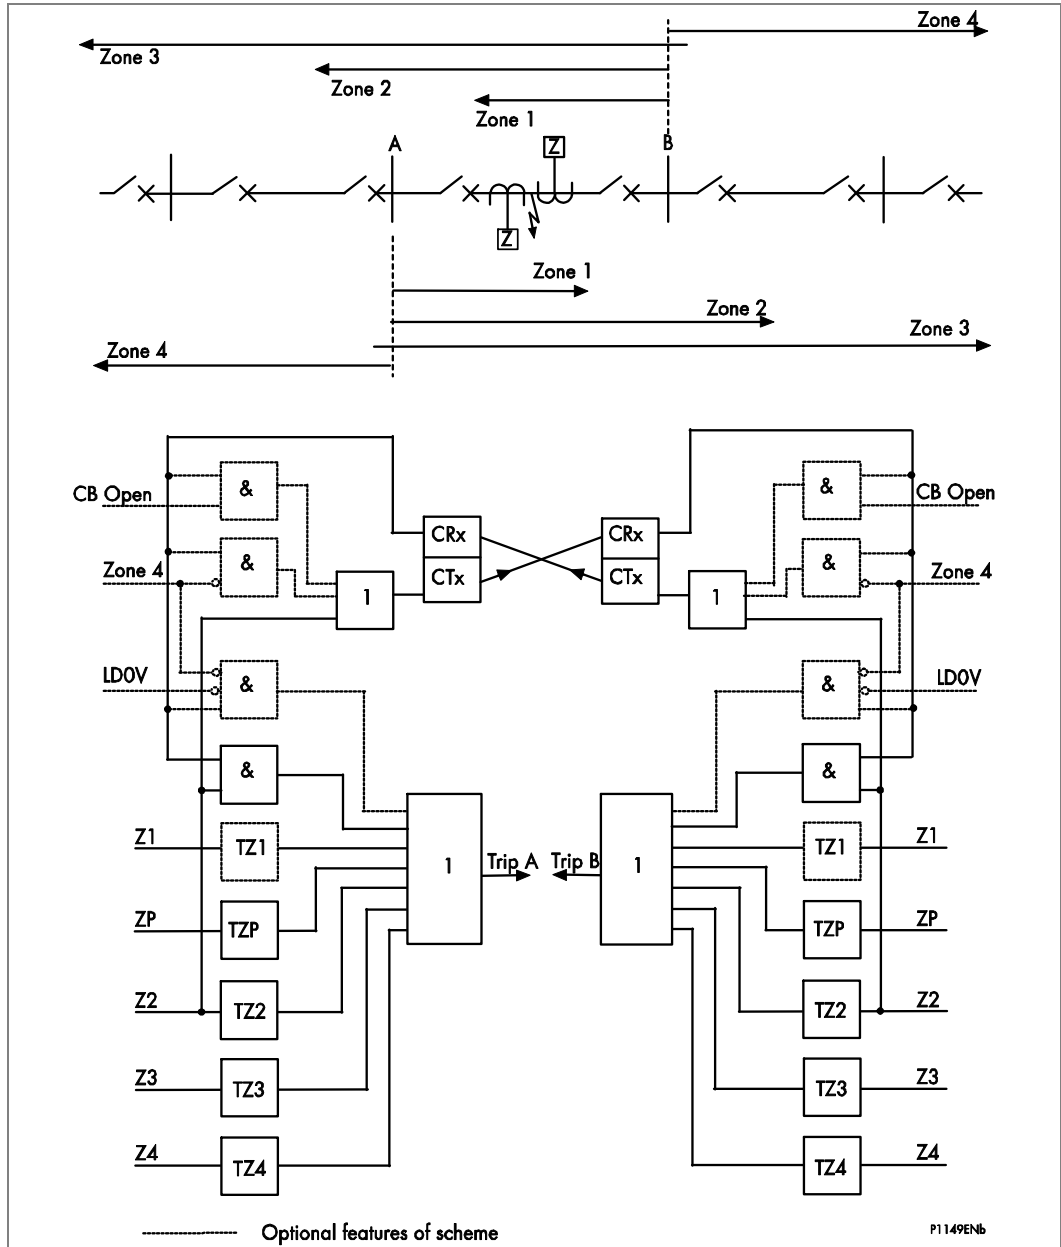 Zone 4
Zone 3
Zone 2
Zone 1
A
Z
B
Z
Zone 1
Zone 2
Zone 3
Zone 4
CB Open
&
&
CB Open
CRx
CRx
Zone 4
&
&
Zone 4
CTx
CTx
1
1
LD0V
&
&
LD0V
&
&
Z1
TZ1
TZ1
Z1
1
Trip A
Trip B
1
ZP
TZP
TZP
ZP
Z2
TZ2
TZ2
Z2
Z3
TZ3
TZ3
Z3
Z4
TZ4
TZ4
Z4
Optional features of scheme
P1149ENb